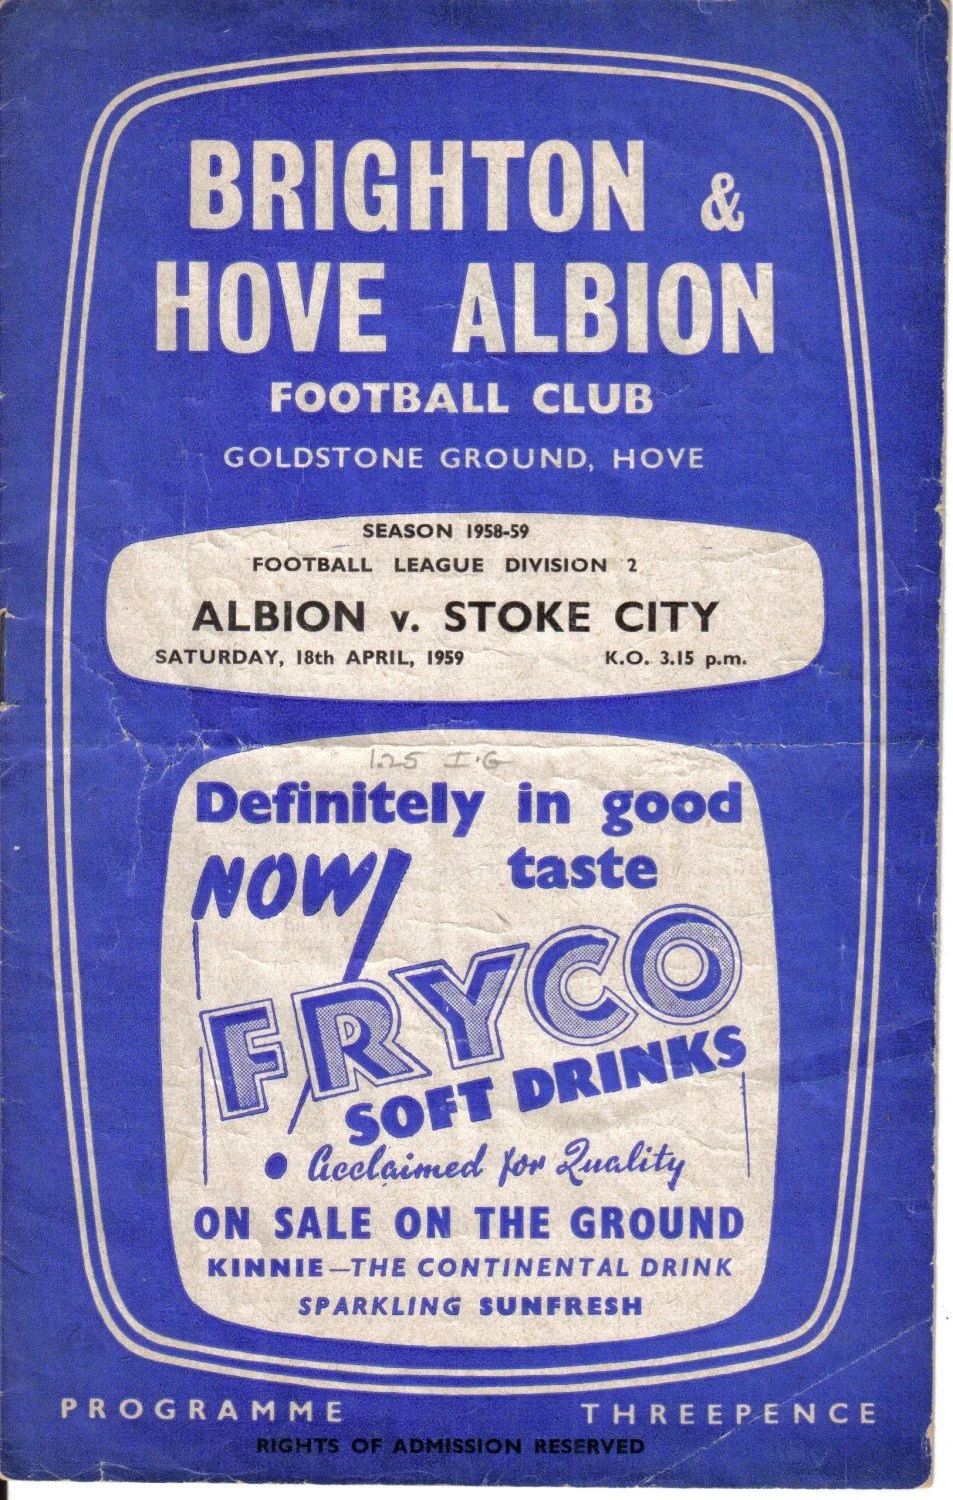 BRIGHTON &
HOVE ALBION
FOOTBALL CLUB
GOLDSTONE GROUND, HOVE
SEASON 1958-59
FOOTBALL LEAGUE DIVISION 2
ALBION v. STOKE CITY
SATURDAY, 18th APRIL, 1959 K.O. 3.15 p.m.
1.25 I.G
Definitely in good
NOW! taste
FRYCO
SOFT DRINKS
• Acclaimed for Quality
ON SALE ON THE GROUND
KINNIE—THE CONTINENTAL DRINK
SPARKLING SUNFRESH
PROGRAMME THREEPENCE
RIGHTS OF ADMISSION RESERVED